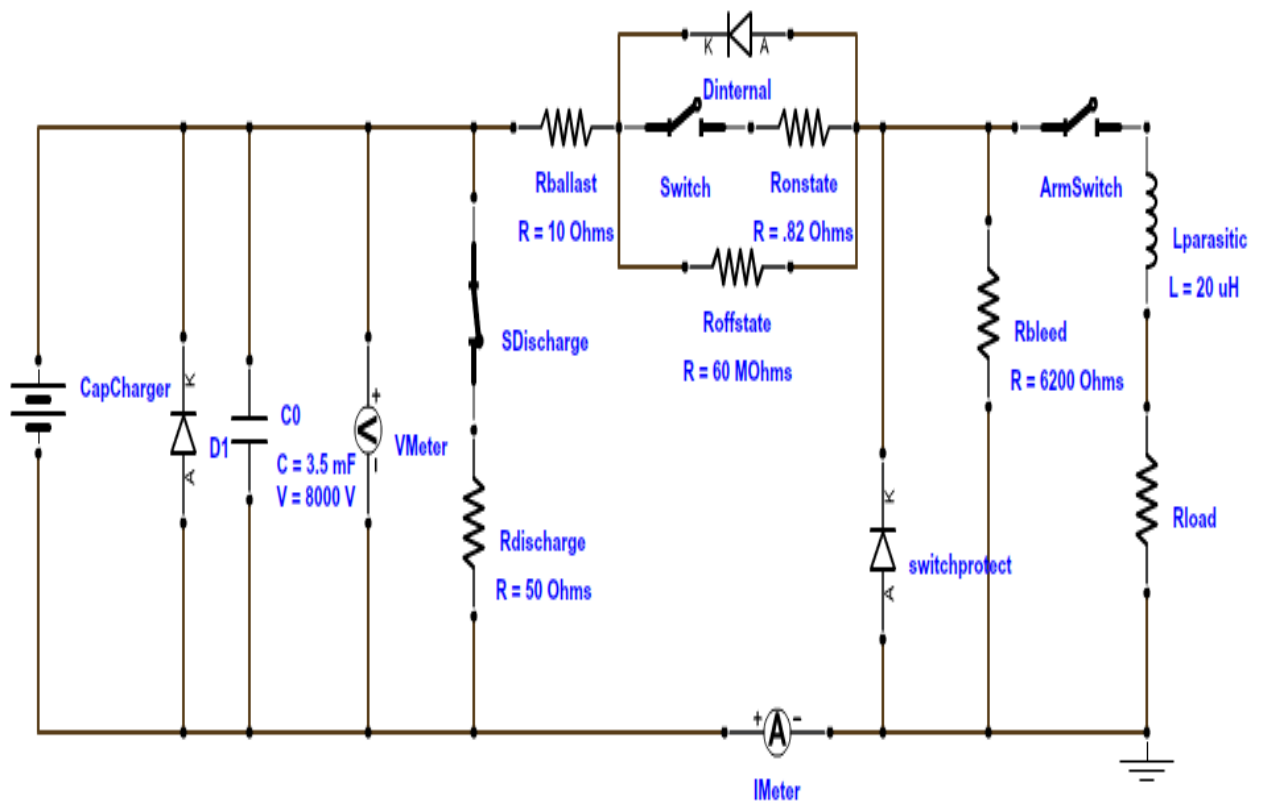 K A
Dinternal
Rballast
R = 10 Ohms
Switch
Ronstate
R = .82 Ohms
ArmSwitch
Lparasitic
L = 20 uH
Roffstate
R = 60 MOhms
SDischarge
Rbleed
R = 6200 Ohms
CapCharger
K
D1
A
C0
C = 3.5 mF
V = 8000 V
+
V
-
VMeter
Rdischarge
R = 50 Ohms
K
switchprotect
A
Rload
+ A -
IMeter